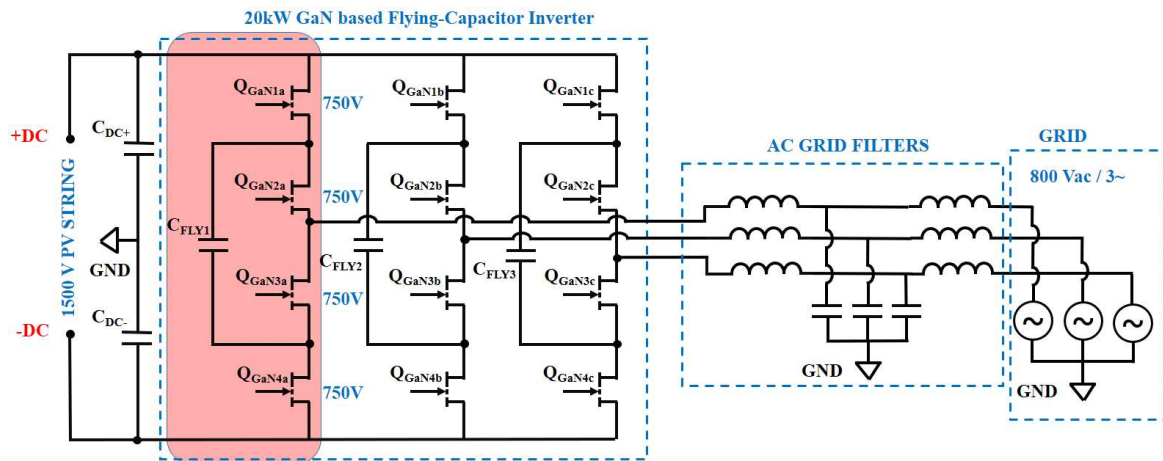 20kW GaN based Flying-Capacitor Inverter
QGaN1a
750V
QGaN1b
QGaN1c
+DC
CDC+
1500 V PV STRING
GND
-DC
CDC-
QGaN2a
750V
QGaN2b
QGaN2c
CFLY1
CFLY2
CFLY3
QGaN3a
750V
QGaN3b
QGaN3c
QGaN4a
750V
QGaN4b
QGaN4c
AC GRID FILTERS
GND
GRID
800 Vac / 3~
~
~
~
GND